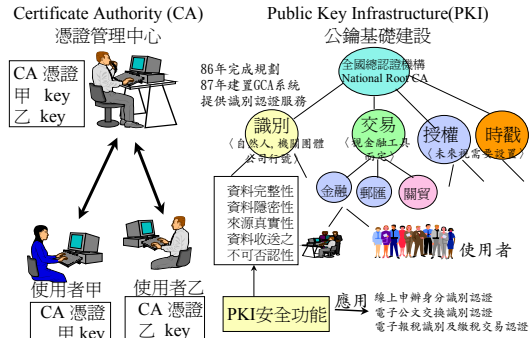 Certificate Authority (CA)
憑證管理中心
CA 憑證
甲 key
乙 key
使用者甲
CA 憑證
甲 key
使用者乙
CA 憑證
乙 key
Public Key Infrastructure(PKI)
公鑰基礎建設
86年完成規劃
87年建置GCA系統
提供識別認證服務
全國總認證機構
National Root CA
識別
〈自然人, 機關團體
公司行號〉
交易
〈視金融工具
而定〉
授權
時戳
〈未來視需要設置〉
金融
郵匯
關貿
資料完整性
資料隱密性
來源真實性
資料收送之
不可否認性
使用者
PKI安全功能
應用
線上申辦身分識別認證
電子公文交換識別認證
電子報稅識別及繳稅交易認證